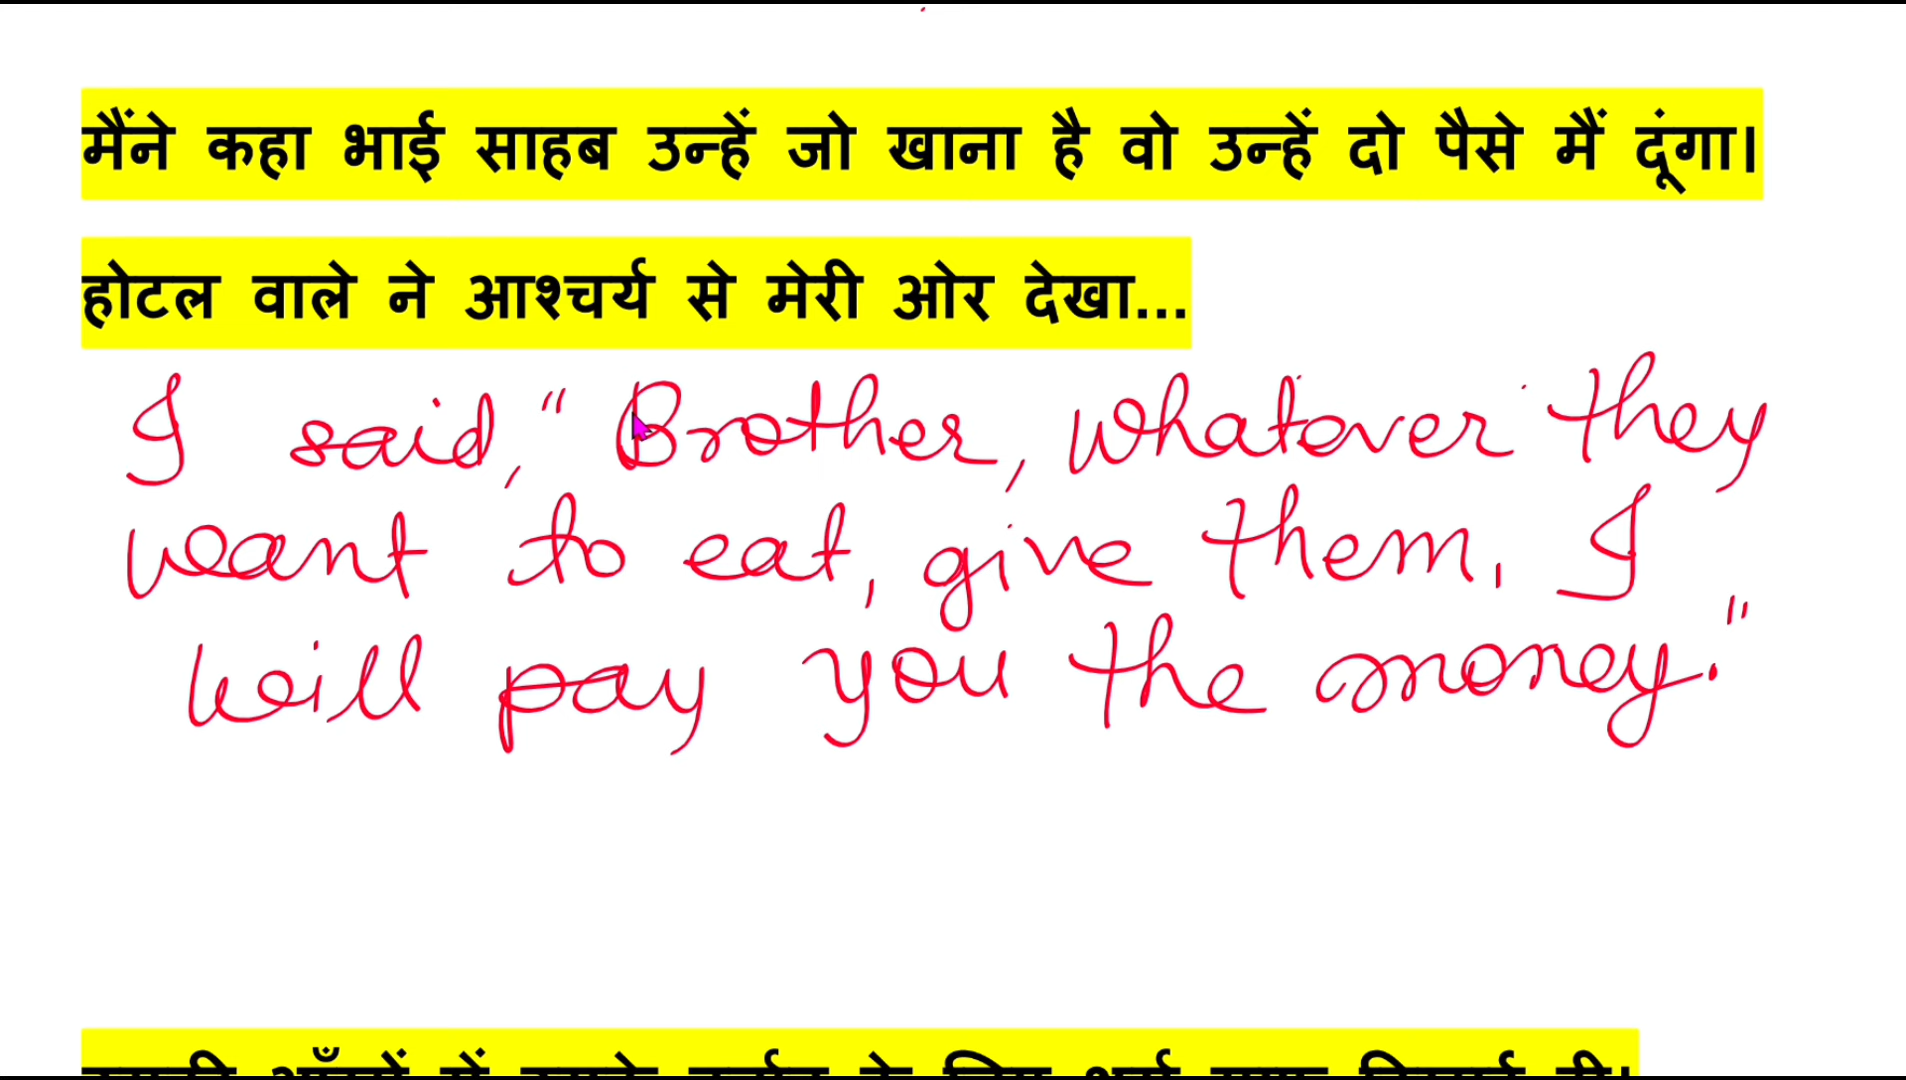 मैंने कहा भाई साहब उन्हें जो खाना है वो उन्हें दो पैसे मैं दूंगा।
होटल वाले ने आश्चर्य से मेरी ओर देखा...
I said, "Brother, whatever they
want to eat, give them. I
will pay you the money."